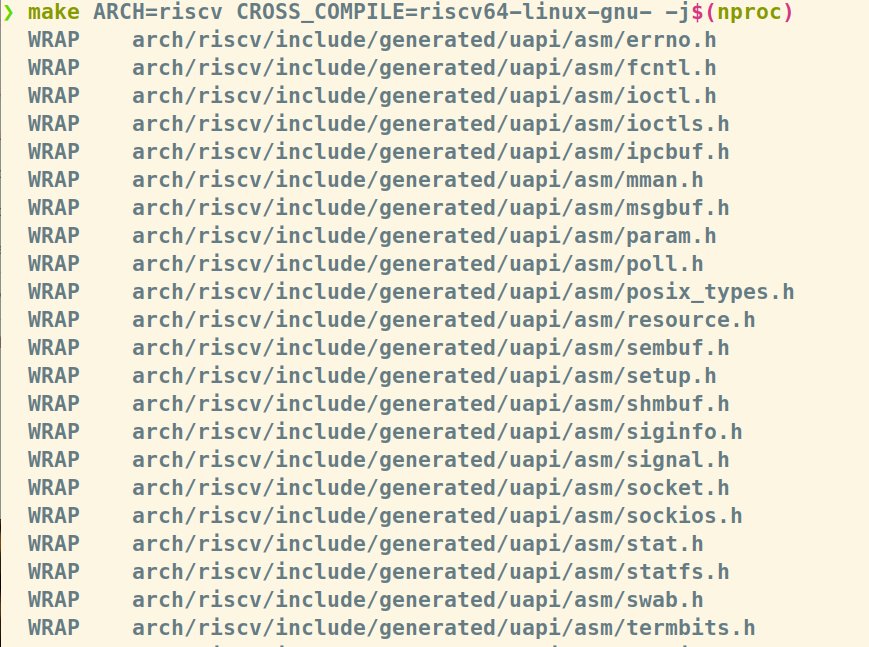 ❯ make ARCH=riscv CROSS_COMPILE=riscv64-linux-gnu- -j$(nproc)
WRAP    arch/riscv/include/generated/uapi/asm/errno.h
WRAP    arch/riscv/include/generated/uapi/asm/fcntl.h
WRAP    arch/riscv/include/generated/uapi/asm/ioctl.h
WRAP    arch/riscv/include/generated/uapi/asm/ioctls.h
WRAP    arch/riscv/include/generated/uapi/asm/ipcbuf.h
WRAP    arch/riscv/include/generated/uapi/asm/mman.h
WRAP    arch/riscv/include/generated/uapi/asm/msgbuf.h
WRAP    arch/riscv/include/generated/uapi/asm/param.h
WRAP    arch/riscv/include/generated/uapi/asm/poll.h
WRAP    arch/riscv/include/generated/uapi/asm/posix_types.h
WRAP    arch/riscv/include/generated/uapi/asm/resource.h
WRAP    arch/riscv/include/generated/uapi/asm/sembuf.h
WRAP    arch/riscv/include/generated/uapi/asm/setup.h
WRAP    arch/riscv/include/generated/uapi/asm/shmbuf.h
WRAP    arch/riscv/include/generated/uapi/asm/siginfo.h
WRAP    arch/riscv/include/generated/uapi/asm/signal.h
WRAP    arch/riscv/include/generated/uapi/asm/socket.h
WRAP    arch/riscv/include/generated/uapi/asm/sockios.h
WRAP    arch/riscv/include/generated/uapi/asm/stat.h
WRAP    arch/riscv/include/generated/uapi/asm/statfs.h
WRAP    arch/riscv/include/generated/uapi/asm/swab.h
WRAP    arch/riscv/include/generated/uapi/asm/termbits.h